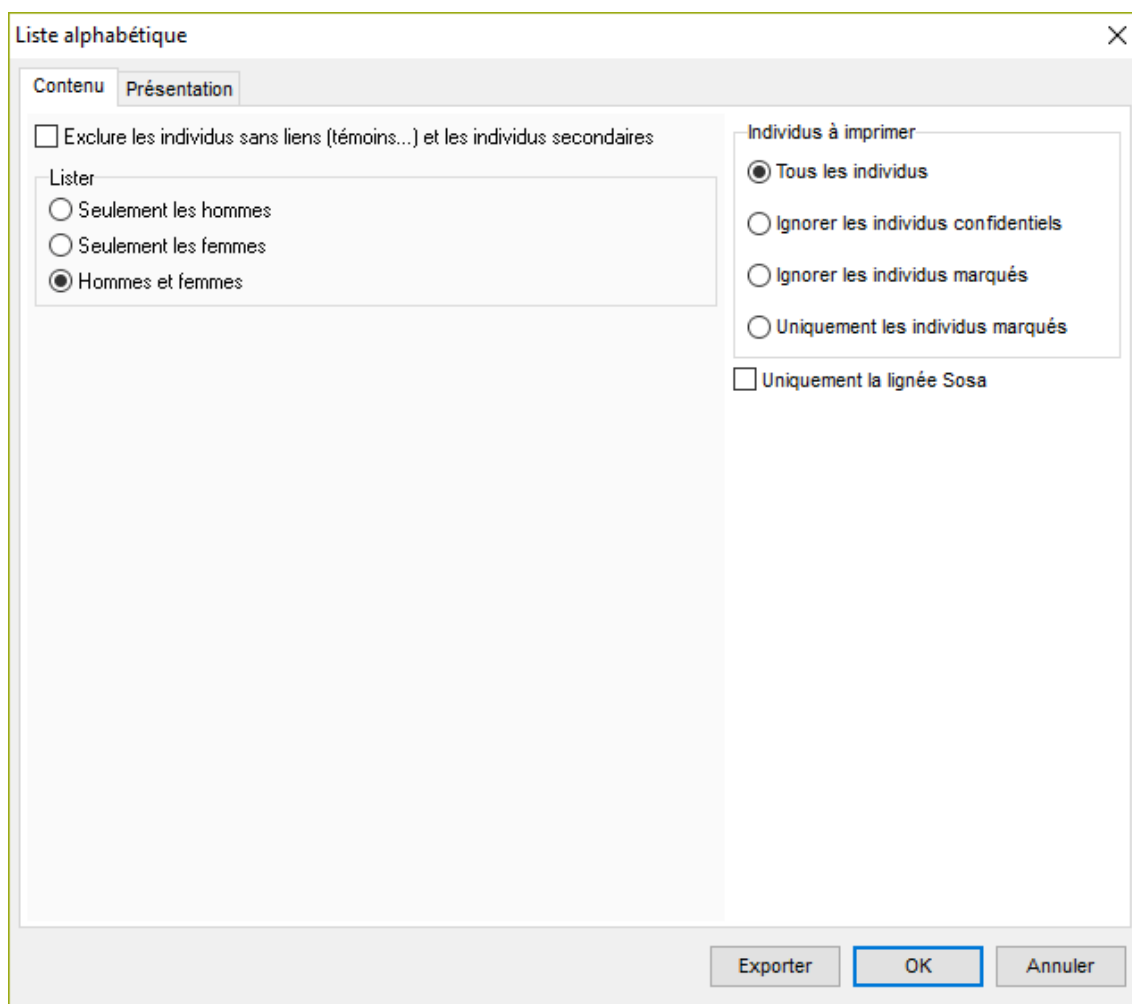 Liste alphabétique
Contenu
Présentation
Exclure les individus sans liens (témoins...) et les individus secondaires
Lister
Seulement les hommes
Seulement les femmes
Hommes et femmes
Individus à imprimer
Tous les individus
Ignorer les individus confidentiels
Ignorer les individus marqués
Uniquement les individus marqués
Uniquement la lignée Sosa
Exporter
OK
Annuler